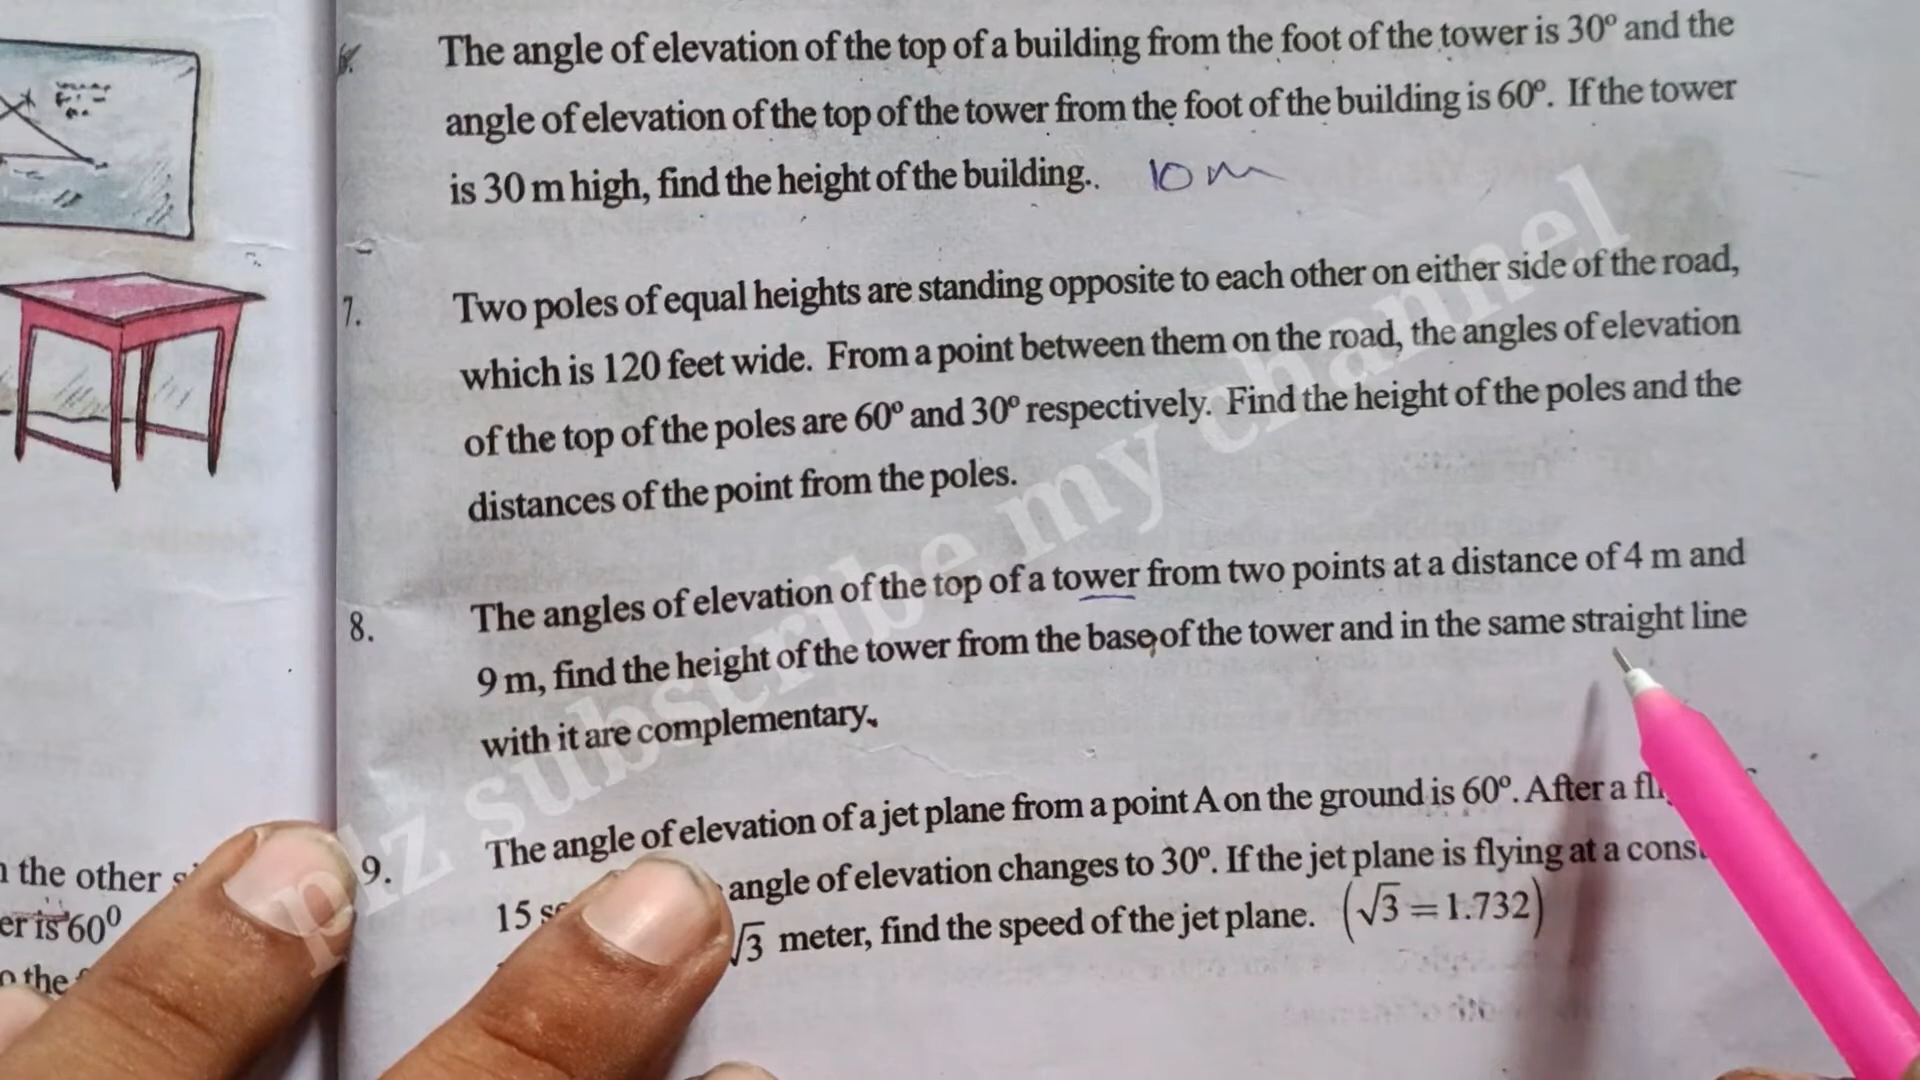 6.
The angle of elevation of the top of a building from the foot of the tower is 30º and the
angle of elevation of the top of the tower from the foot of the building is 60º. If the tower
is 30 m high, find the height of the building.. 10 m
7.
Two poles of equal heights are standing opposite to each other on either side of the road,
which is 120 feet wide. From a point between them on the road, the angles of elevation
of the top of the poles are 60º and 30º respectively. Find the height of the poles and the
distances of the point from the poles.
8.
The angles of elevation of the top of a tower from two points at a distance of 4 m and
9 m, find the height of the tower from the base of the tower and in the same straight line
with it are complementary.
9.
The angle of elevation of a jet plane from a point A on the ground is 60º. After a
15 angle of elevation changes to 30º. If the jet plane is flying at a
√3 meter, find the speed of the jet plane. (√3 = 1.732)
the other
er is 60⁰
the
plz subscribe my channel